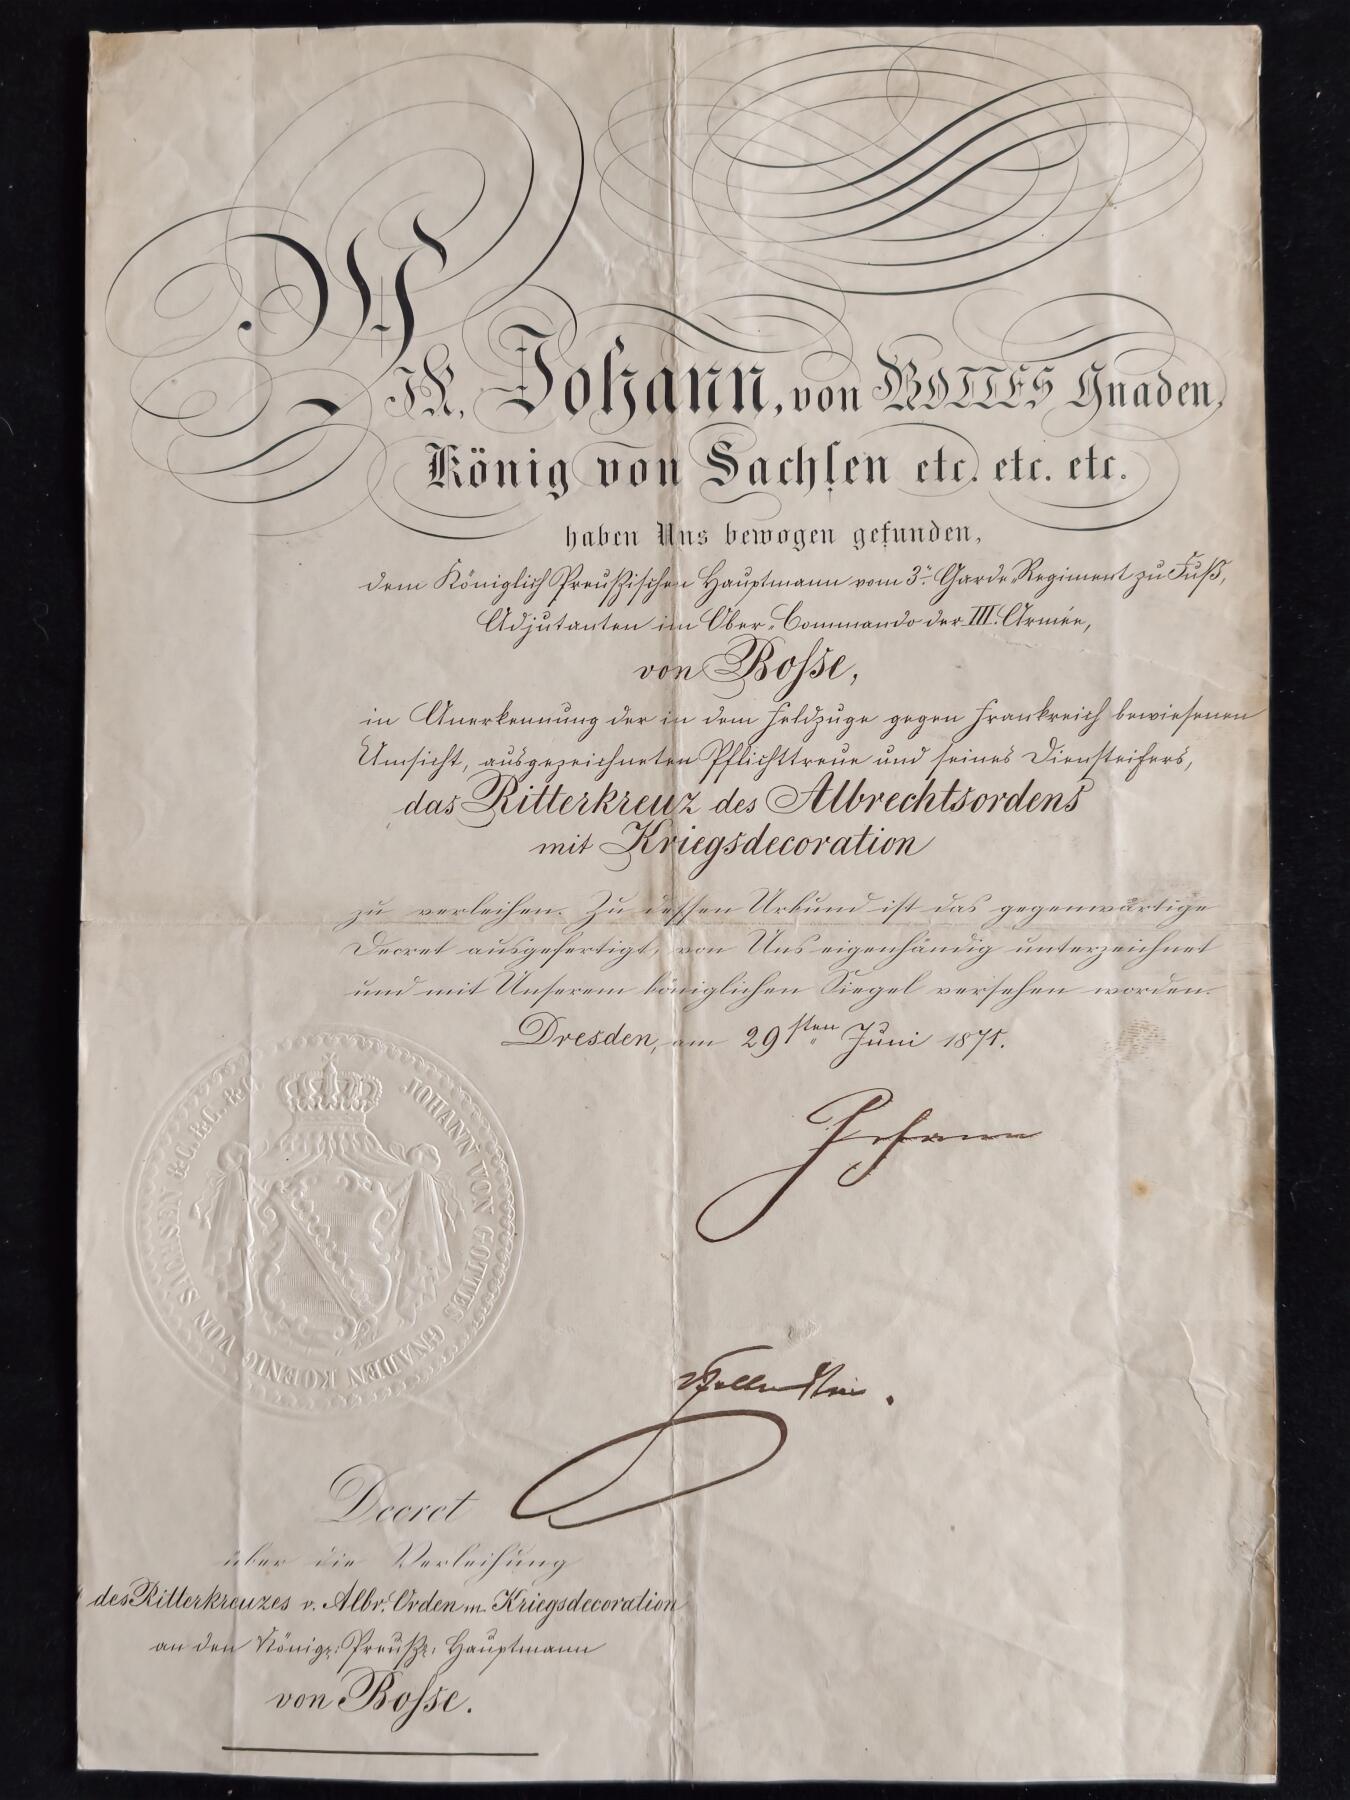 WIR, Johann, von GOTTES Gnaden,
König von Sachsen etc. etc. etc.
haben Uns bewogen gefunden,
dem Königlich Preußischen Hauptmann vom 3n. Garde-Regiment zu Fuß,
Adjutanten im Ober-Commando der III. Armée,
von Bosse,
in Anerkennung der in dem Feldzuge gegen Frankreich bewiesenen
Umsicht, ausgezeichneten Pflichttreue und seines Diensteifers,
das Ritterkreuz des Albrechtsordens
mit Kriegsdecoration
zu verleihen. Zu dessen Urkund ist das gegenwärtige
Decret ausgefertigt, von Uns eigenhändig unterzeichnet
und mit Unserem königlichen Siegel versehen worden.
Dresden, am 29sten Juni 1871.
JOHANN VON GOTTES GNADEN KOENIG VON SACHSEN &C. &C. &C.
Johann
Decret
über die Verleihung
des Ritterkreuzes v. Albr. Orden m. Kriegsdecoration
an den Königl: Preuß: Hauptmann
von Bosse.